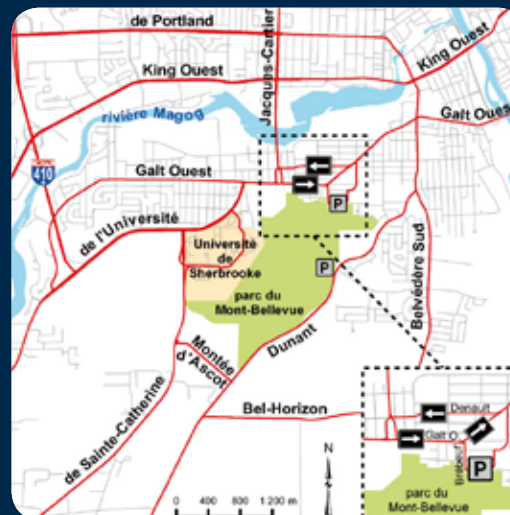 de Portland
King Ouest
King Ouest
Jacques-Cartier
rivière Magog
Galt Ouest
Galt Ouest
410
de l'Université
P
Université
de
Sherbrooke
P
parc du
Mont-Bellevue
Belvédère Sud
Dunant
Montée
d'Ascot
Bel-Horizon
de Sainte-Catherine
Denault
Galt O.
Brébeuf
P
parc du
Mont-Bellevue
N
0 400 800 1 200 m